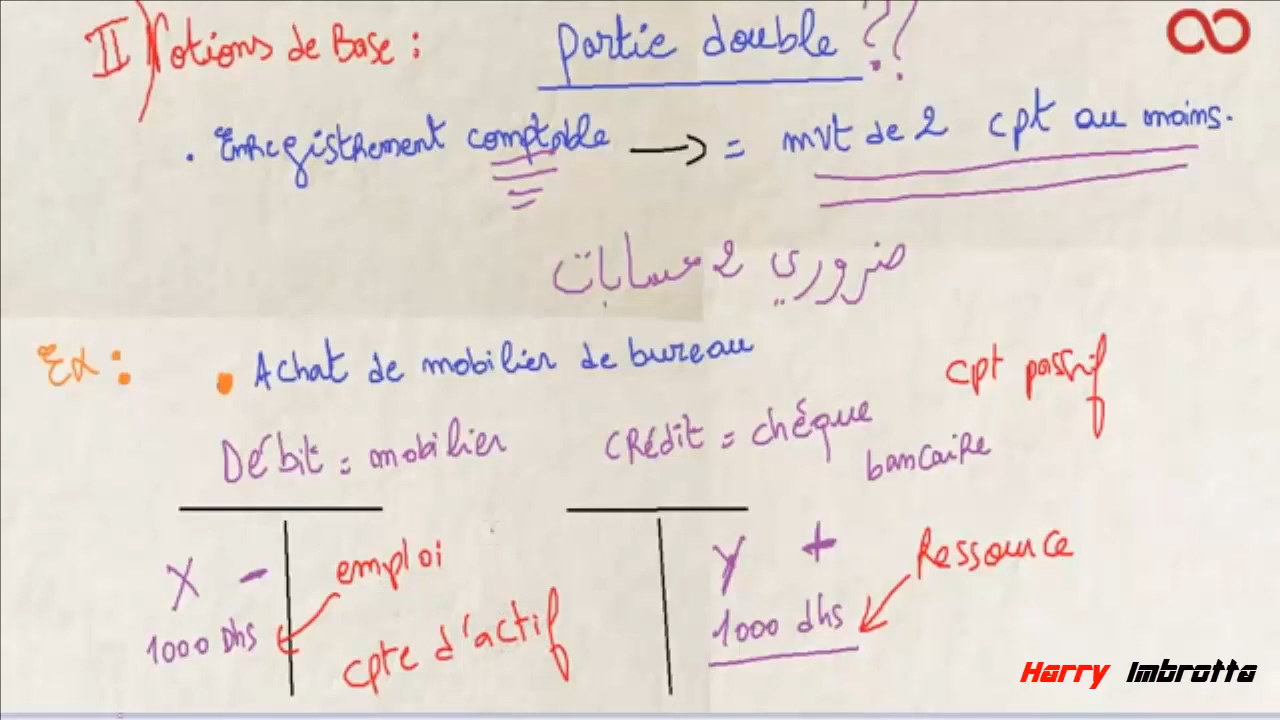 II) Notions de Base : Partie double ??
. Enregistrement comptable → = mvt de 2 cpt au moins.
ضروري 2 حسابات
Ex : • Achat de mobilier de bureau
cpt passif
Débit = mobilier
Crédit = chéque
bancaire
X -
emploi
1000 Dhs
cpte d'actif
y +
Ressource
1000 dhs
Harry Imbrotta